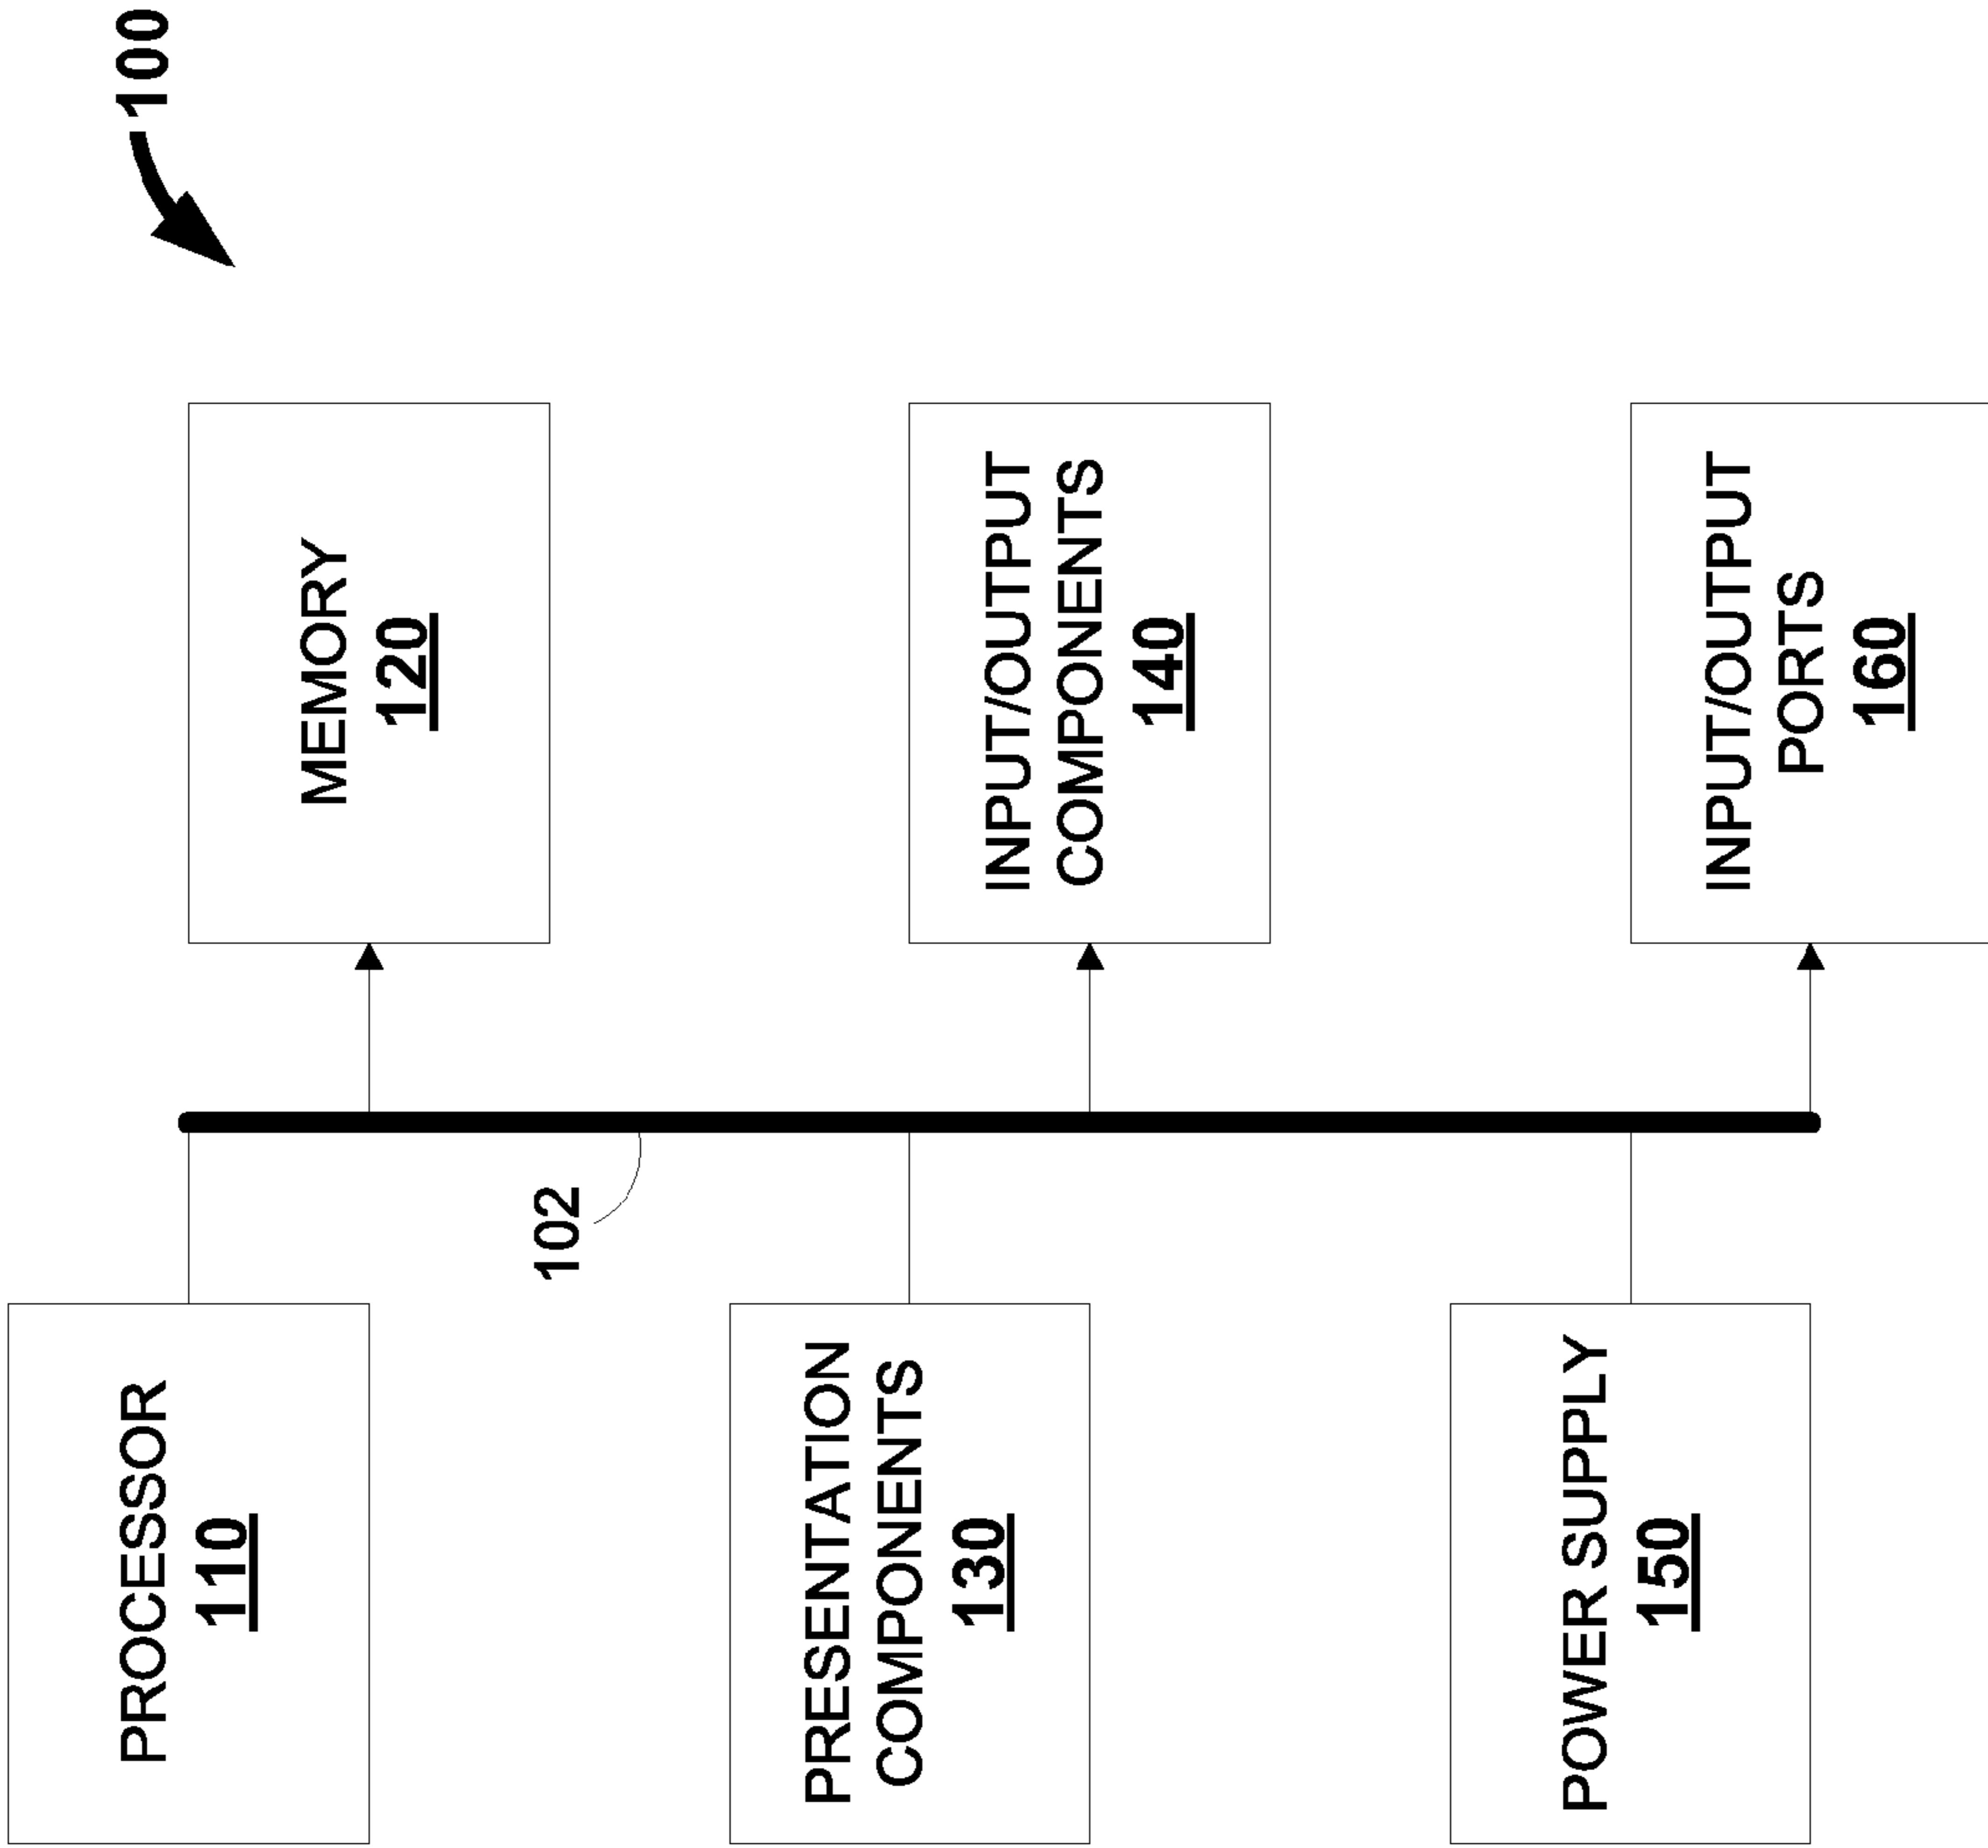 100
PROCESSOR
110
MEMORY
120
102
PRESENTATION
COMPONENTS
130
INPUT/OUTPUT
COMPONENTS
140
POWER SUPPLY
150
INPUT/OUTPUT
PORTS
160